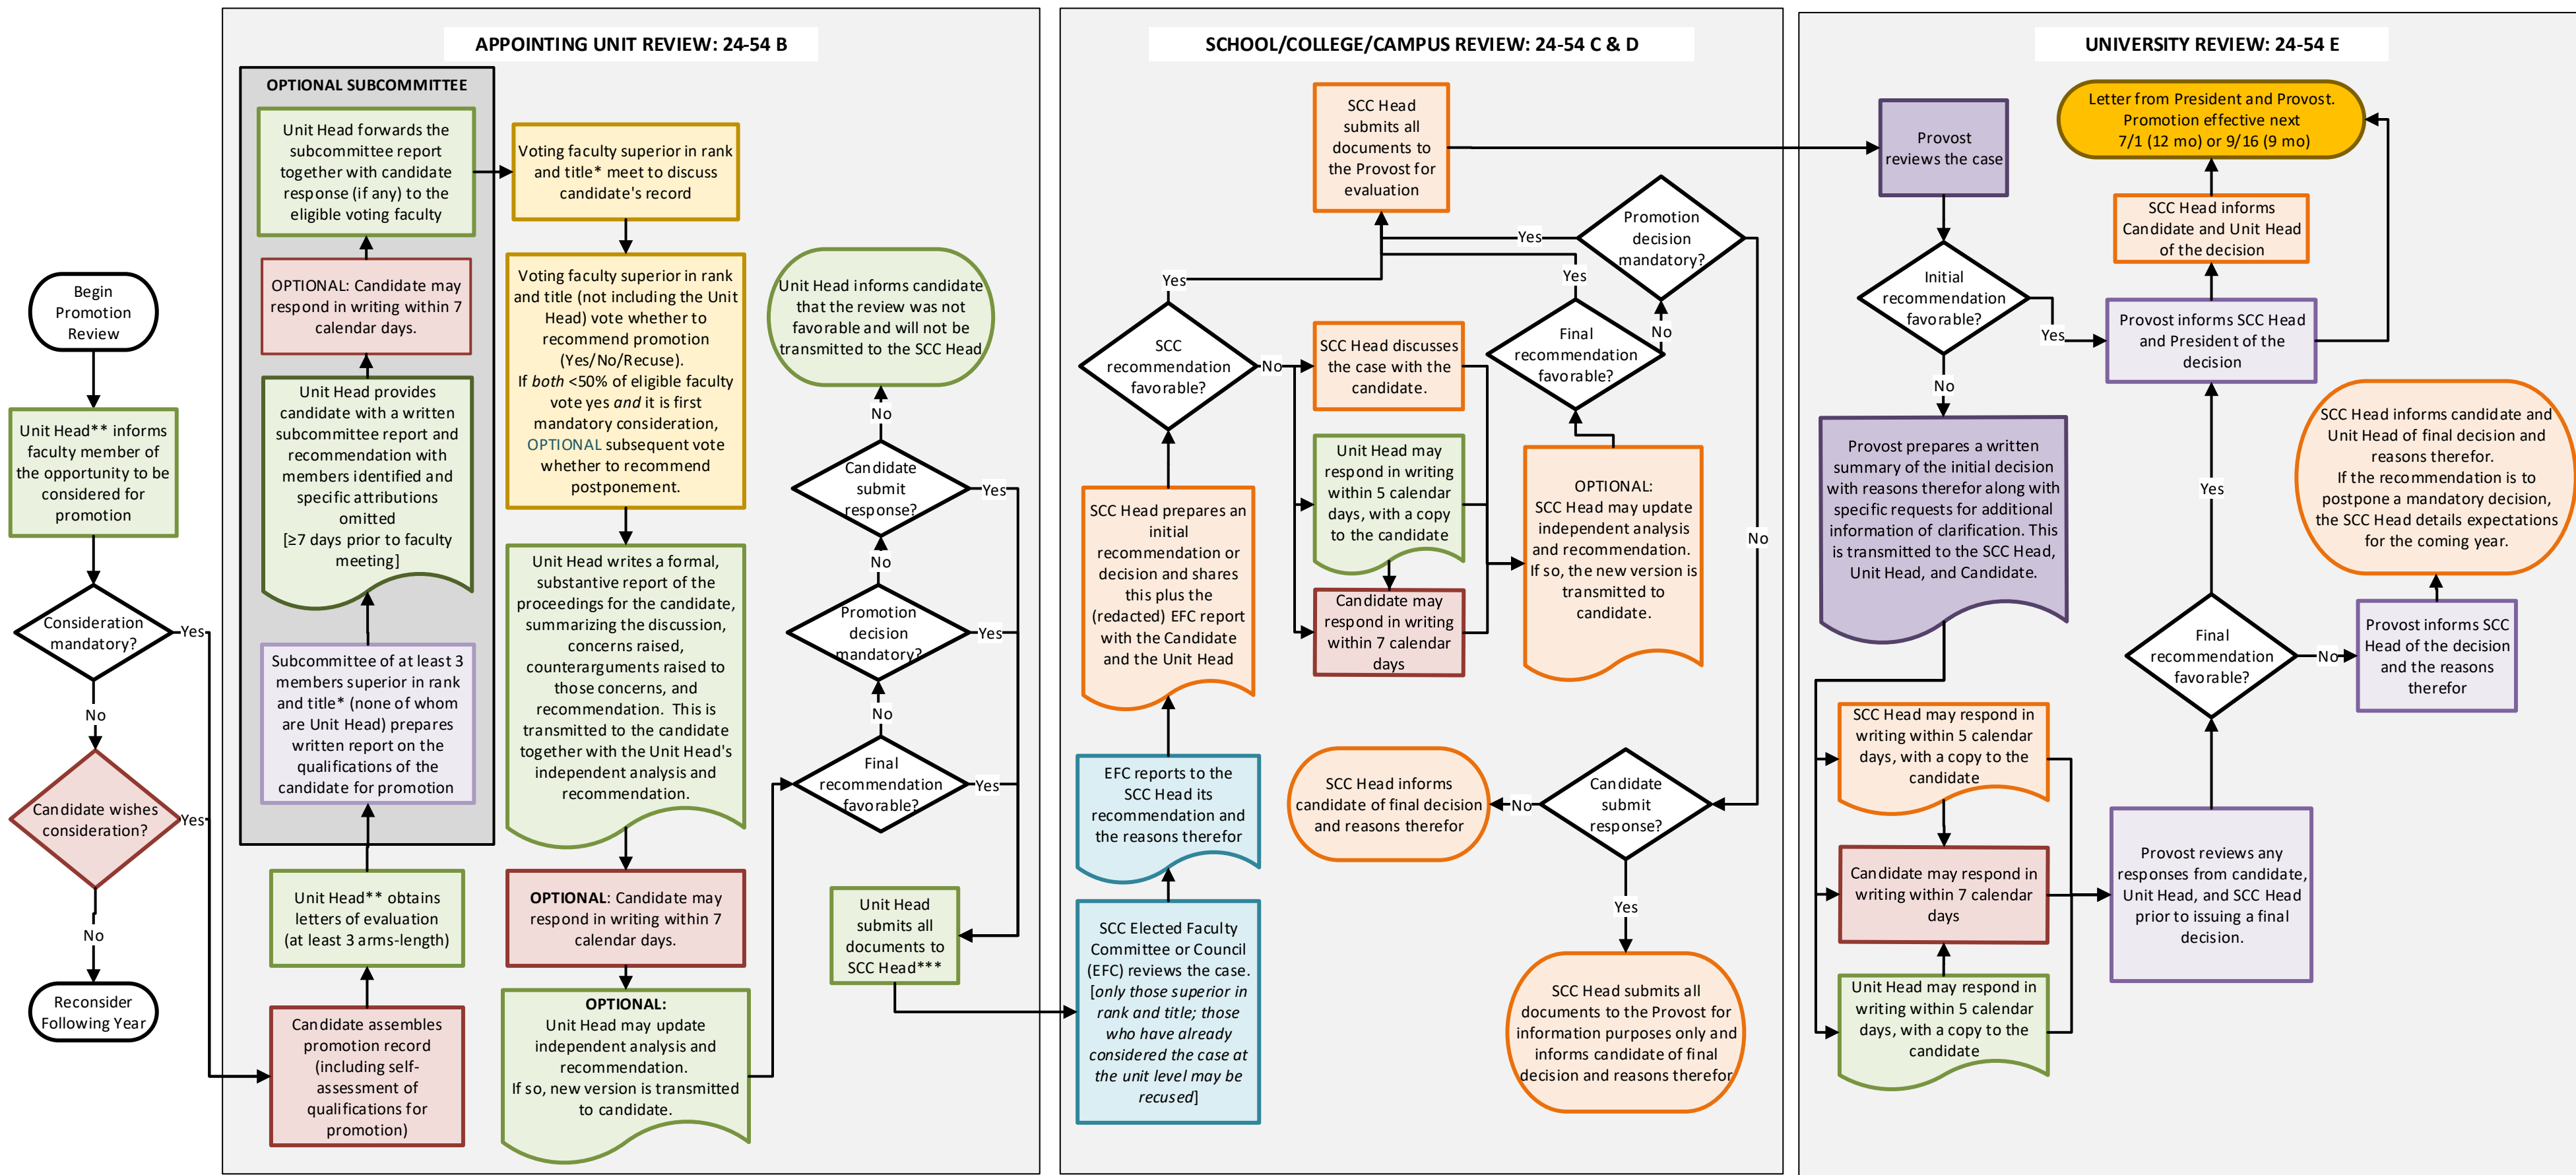 Begin
Promotion
Review
Unit Head** informs
faculty member of
the opportunity to be
considered for
promotion
Consideration
mandatory?
Yes
No
Candidate wishes
consideration?
Yes
No
Reconsider
Following Year
APPOINTING UNIT REVIEW: 24-54 B
OPTIONAL SUBCOMMITTEE
Unit Head forwards the
subcommittee report
together with candidate
response (if any) to the
eligible voting faculty
OPTIONAL: Candidate may
respond in writing within 7
calendar days.
Unit Head provides
candidate with a written
subcommittee report and
recommendation with
members identified and
specific attributions
omitted
[≥7 days prior to faculty
meeting]
Subcommittee of at least 3
members superior in rank
and title* (none of whom
are Unit Head) prepares
written report on the
qualifications of the
candidate for promotion
Unit Head** obtains
letters of evaluation
(at least 3 arms-length)
Candidate assembles
promotion record
(including self-
assessment of
qualifications for
promotion)
Voting faculty superior in rank
and title* meet to discuss
candidate's record
Voting faculty superior in rank
and title (not including the Unit
Head) vote whether to
recommend promotion
(Yes/No/Recuse).
If both <50% of eligible faculty
vote yes and it is first
mandatory consideration,
OPTIONAL subsequent vote
whether to recommend
postponement.
Unit Head writes a formal,
substantive report of the
proceedings for the candidate,
summarizing the discussion,
concerns raised,
counterarguments raised to
those concerns, and
recommendation. This is
transmitted to the candidate
together with the Unit Head's
independent analysis and
recommendation.
OPTIONAL: Candidate may
respond in writing within 7
calendar days.
OPTIONAL:
Unit Head may update
independent analysis and
recommendation.
If so, new version is transmitted
to candidate.
Unit Head informs candidate
that the review was not
favorable and will not be
transmitted to the SCC Head
No
Candidate
submit
response?
Yes
No
Promotion
decision
mandatory?
Yes
No
Final
recommendation
favorable?
Yes
Unit Head
submits all
documents to
SCC Head***
SCHOOL/COLLEGE/CAMPUS REVIEW: 24-54 C & D
SCC Head
submits all
documents to
the Provost for
evaluation
Promotion
decision
mandatory?
Yes
No
Yes
SCC
recommendation
favorable?
No
SCC Head discusses
the case with the
candidate.
Yes
No
Final
recommendation
favorable?
Unit Head may
respond in writing
within 5 calendar
days, with a copy
to the candidate
Candidate may
respond in writing
within 7 calendar
days
OPTIONAL:
SCC Head may update
independent analysis
and recommendation.
If so, the new version is
transmitted to
candidate.
SCC Head prepares an
initial
recommendation or
decision and shares
this plus the
(redacted) EFC report
with the Candidate
and the Unit Head
EFC reports to the
SCC Head its
recommendation and
the reasons therefor
SCC Elected Faculty
Committee or Council
(EFC) reviews the case.
[only those superior in
rank and title; those
who have already
considered the case at
the unit level may be
recused]
SCC Head informs
candidate of final decision
and reasons therefor
No
Candidate
submit
response?
Yes
SCC Head submits all
documents to the Provost for
information purposes only and
informs candidate of final
decision and reasons therefor
UNIVERSITY REVIEW: 24-54 E
Provost
reviews the case
Initial
recommendation
favorable?
Yes
No
Provost prepares a written
summary of the initial decision
with reasons therefor along with
specific requests for additional
information of clarification. This
is transmitted to the SCC Head,
Unit Head, and Candidate.
SCC Head may respond in
writing within 5 calendar
days, with a copy to the
candidate
Candidate may respond in
writing within 7 calendar
days
Unit Head may respond in
writing within 5 calendar
days, with a copy to the
candidate
Letter from President and Provost.
Promotion effective next
7/1 (12 mo) or 9/16 (9 mo)
SCC Head informs
Candidate and Unit Head
of the decision
Provost informs SCC Head
and President of the
decision
Yes
Final
recommendation
favorable?
No
Provost reviews any
responses from candidate,
Unit Head, and SCC Head
prior to issuing a final
decision.
SCC Head informs candidate and
Unit Head of final decision and
reasons therefor.
If the recommendation is to
postpone a mandatory decision,
the SCC Head details expectations
for the coming year.
Provost informs SCC
Head of the decision
and the reasons
therefor